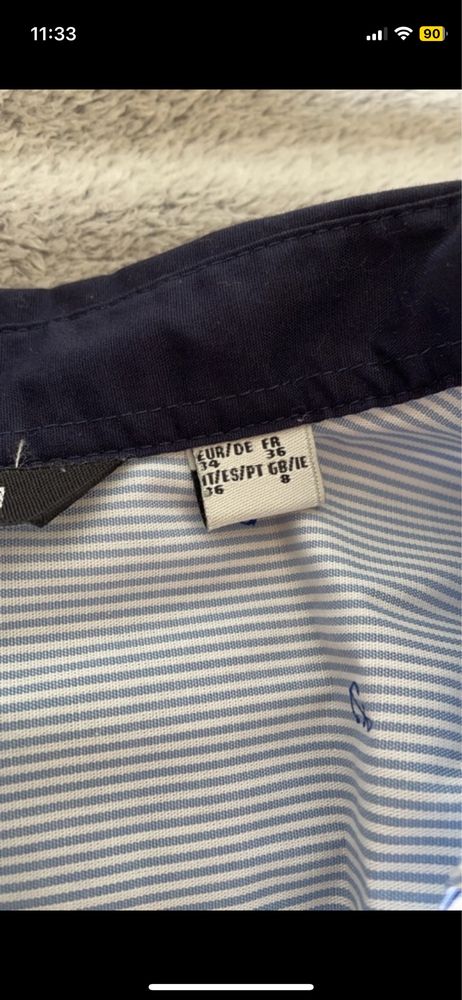 11:33
90
EUR/DE FR
34 36
IT/ES/PT GB/IE
36 8